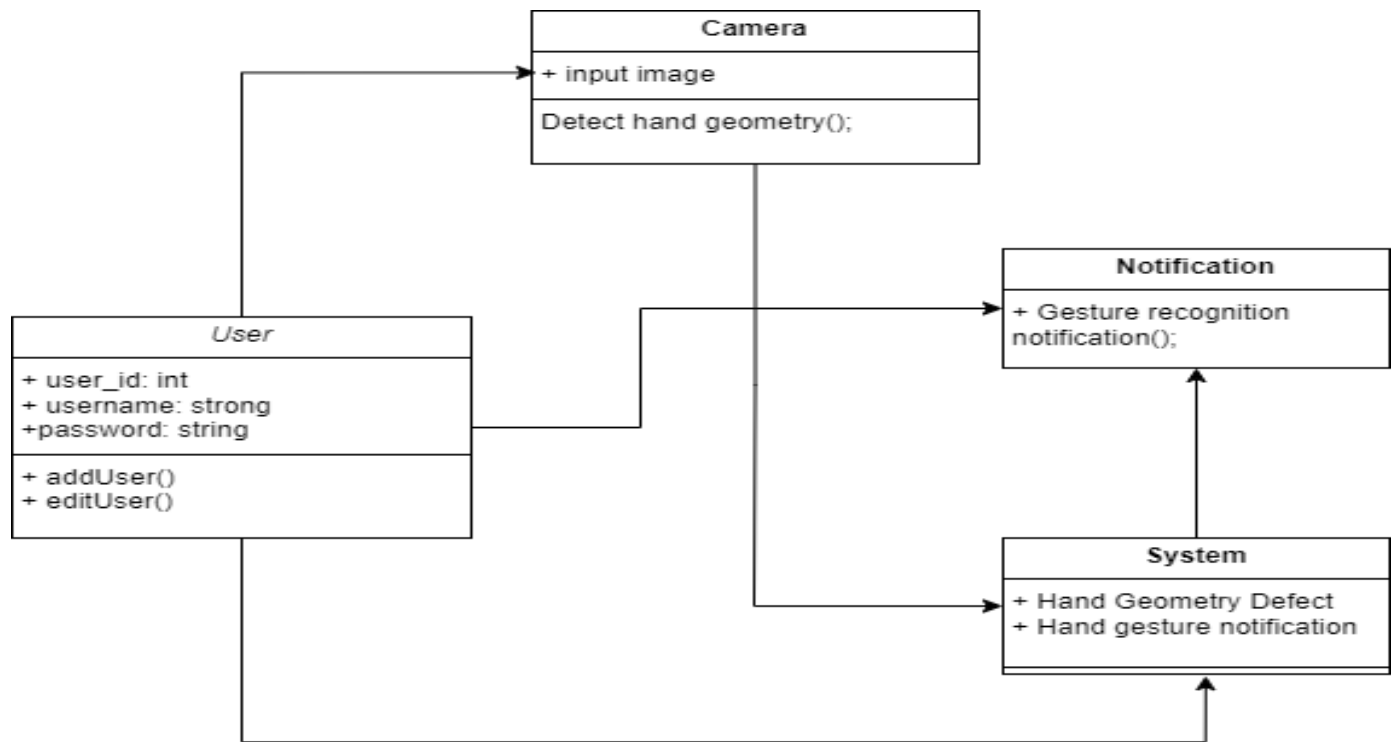 Camera
+ input image
Detect hand geometry();
Notification
+ Gesture recognition
notification();
User
+ user_id: int
+ username: strong
+password: string
+ addUser()
+ editUser()
System
+ Hand Geometry Defect
+ Hand gesture notification